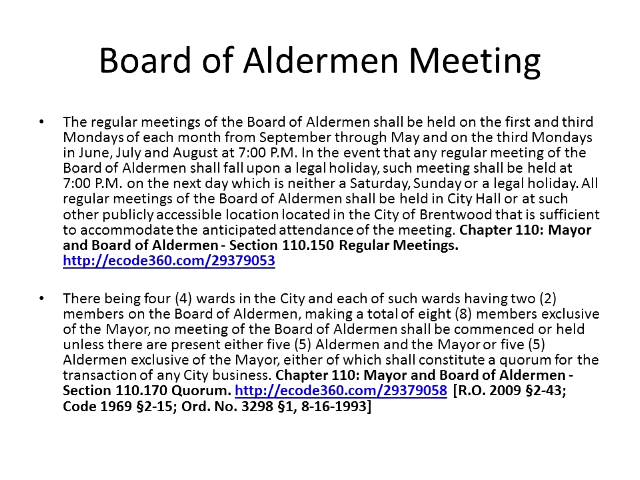 Board of Aldermen Meeting
• The regular meetings of the Board of Aldermen shall be held on the first and third
Mondays of each month from September through May and on the third Mondays
in June, July and August at 7:00 P.M. In the event that any regular meeting of the
Board of Aldermen shall fall upon a legal holiday, such meeting shall be held at
7:00 P.M. on the next day which is neither a Saturday, Sunday or a legal holiday. All
regular meetings of the Board of Aldermen shall be held in City Hall or at such
other publicly accessible location located in the City of Brentwood that is sufficient
to accommodate the anticipated attendance of the meeting. Chapter 110: Mayor
and Board of Aldermen - Section 110.150 Regular Meetings.
http://ecode360.com/29379053
• There being four (4) wards in the City and each of such wards having two (2)
members on the Board of Aldermen, making a total of eight (8) members exclusive
of the Mayor, no meeting of the Board of Aldermen shall be commenced or held
unless there are present either five (5) Aldermen and the Mayor or five (5)
Aldermen exclusive of the Mayor, either of which shall constitute a quorum for the
transaction of any City business. Chapter 110: Mayor and Board of Aldermen -
Section 110.170 Quorum. http://ecode360.com/29379058 [R.O. 2009 §2-43;
Code 1969 §2-15; Ord. No. 3298 §1, 8-16-1993]